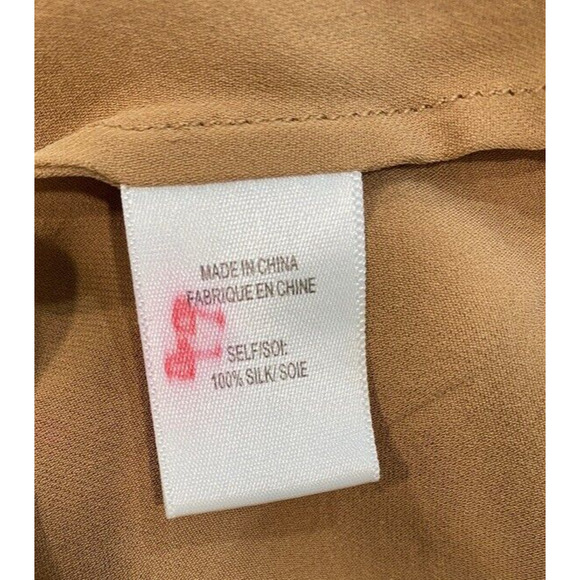 MADE IN CHINA
FABRIQUE EN CHINE
SELF/SOI:
100% SILK/ SOIE